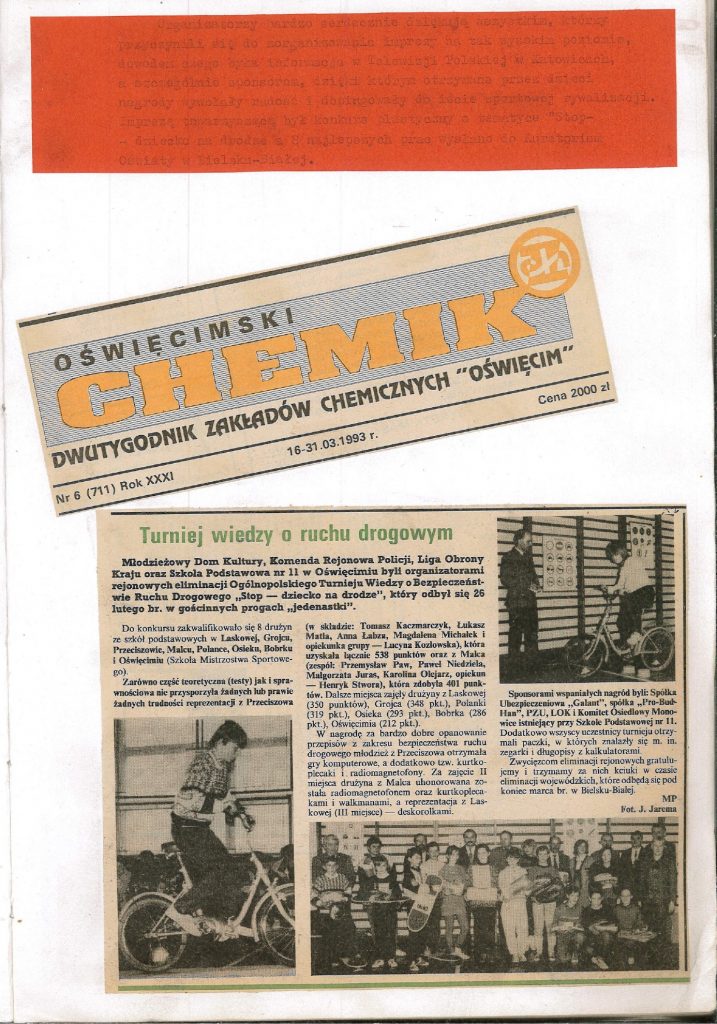 Organizatorzy bardzo serdecznie dziękują wszystkim, którzy
przyczynili się do zorganizowania imprezy na tak wysokim poziomie,
dowodem czego była informacja w Telewizji Polskiej w Katowicach,
a szczególnie sponsorom, dzięki którym otrzymane przez dzieci
nagrody wywołały radość i dopingowały do iście sportowej rywalizacji.
Imprezą towarzyszącą był konkurs plastyczny o tematyce "Stop-
- dziecko na drodze a 8 najlepszych prac wysłano do Kuratorium
Oświaty w Bielsku-Białej.
OŚWIĘCIMSKI
CHEMIK
DWUTYGODNIK ZAKŁADÓW CHEMICZNYCH "OŚWIĘCIM"
Nr 6 (711) Rok XXXI
16-31.03.1993 r.
Cena 2000 zł
Turniej wiedzy o ruchu drogowym
Młodzieżowy Dom Kultury, Komenda Rejonowa Policji, Liga Obrony
Kraju oraz Szkoła Podstawowa nr 11 w Oświęcimiu byli organizatorami
rejonowych eliminacji Ogólnopolskiego Turnieju Wiedzy o Bezpieczeńst-
wie Ruchu Drogowego „Stop — dziecko na drodze”, który odbył się 26
lutego br. w gościnnych progach „jedenastki”.
Do konkursu zakwalifikowało się 8 drużyn
ze szkół podstawowych w Laskowej, Grojcu,
Przeciszowie, Malcu, Polance, Osieku, Bobrku
i Oświęcimiu (Szkoła Mistrzostwa Sportowe-
go).
Zarówno część teoretyczna (testy) jak i spra-
wnościowa nie przysporzyła żadnych lub prawie
żadnych trudności reprezentacji z Przeciszowa
(w składzie: Tomasz Kaczmarczyk, Łukasz
Matla, Anna Łabza, Magdalena Michałek i
opiekunka grupy — Lucyna Kozłowska), która
uzyskała łącznie 538 punktów oraz z Malca
(zespół: Przemysław Paw, Paweł Niedziela,
Małgorzata Juras, Karolina Olejarz, opiekun
— Henryk Stwora), która zdobyła 401 punk-
tów. Dalsze miejsca zajęły drużyny z Laskowej
(350 punktów), Grojca (348 pkt.), Polanki
(319 pkt.), Osieka (293 pkt.), Bobrka (286
pkt.), Oświęcimia (212 pkt.).
W nagrodę za bardzo dobre opanowanie
przepisów z zakresu bezpieczeństwa ruchu
drogowego młodzież z Przeciszowa otrzymała
gry komputerowe, a dodatkowo tzw. kurtko-
plecaki i radiomagnetofony. Za zajęcie II
miejsca drużyna z Malca uhonorowana zo-
stała radiomagnetofonem oraz kurtkopleca-
kami i walkmanami, a reprezentacja z Las-
kowej (III miejsce) — deskorolkami.
Sponsorami wspaniałych nagród byli: Spółka
Ubezpieczeniowa „Galant”, spółka „Pro-Bud-
Han”, PZU, LOK i Komitet Osiedlowy Mono-
wice istniejący przy Szkole Podstawowej nr 11.
Dodatkowo wszyscy uczestnicy turnieju otrzy-
mali paczki, w których znalazły się m. in.
zegarki i długopisy z kalkulatorami.
Zwycięzcom eliminacji rejonowych gratulu-
jemy i trzymamy za nich kciuki w czasie
eliminacji wojewódzkich, które odbędą się pod
koniec marca br. w Bielsku-Białej.
MP
Fot. J. Jarema